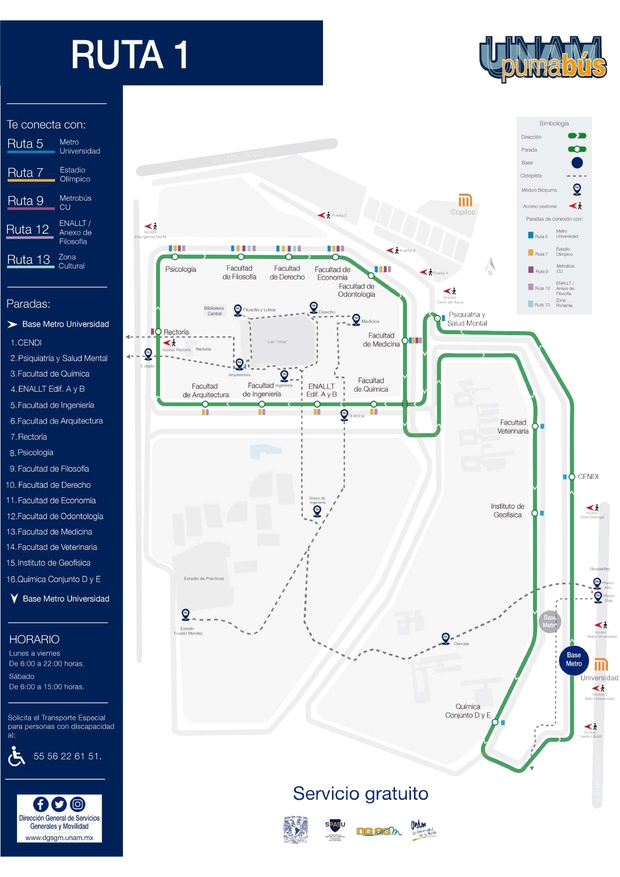 RUTA 1
UNAM
pumabús
Te conecta con:
Ruta 5 Metro
Universidad
Ruta 7 Estadio
Olímpico
Ruta 9 Metrobús
CU
Ruta 12 ENALLT /
Anexo de
Filosofía
Ruta 13 Zona
Cultural
Paradas:
Base Metro Universidad
1. CENDI
2. Psiquiatría y Salud Mental
3. Facultad de Química
4. ENALLT Edif. A y B
5. Facultad de Ingeniería
6. Facultad de Arquitectura
7. Rectoría
8. Psicología
9. Facultad de Filosofía
10. Facultad de Derecho
11. Facultad de Economía
12. Facultad de Odontología
13. Facultad de Medicina
14. Facultad de Veterinaria
15. Instituto de Geofísica
16. Química Conjunto D y E
Base Metro Universidad
HORARIO
Lunes a viernes
De 6:00 a 22:00 horas.
Sábado
De 6:00 a 15:00 horas.
Solicita el Transporte Especial
para personas con discapacidad
al:
55 56 22 61 51.
Dirección General de Servicios
Generales y Movilidad
www.dgsgm.unam.mx
Simbología
Dirección
Parada
Base
Ciclopista
Módulo Bicipuma
Acceso peatonal
Paradas de conexión con:
Ruta 5 Metro
Universidad
Ruta 7 Estadio
Olímpico
Ruta 9 Metrobús
CU
Ruta 12 ENALLT /
Anexo de
Filosofía
Ruta 13 Zona
Copilco
Psicología
Facultad
de Filosofía
Facultad
de Derecho
Facultad de
Economía
Facultad de
Odontología
Biblioteca
Central
Filosofía y Letras
Derecho
Medicina
Psiquiatría y
Salud Mental
Rectoría
Rectoría
Facultad
de Medicina
Arquitectura
Ingeniería
Facultad
de Arquitectura
Facultad
de Ingeniería
ENALLT
Edif. A y B
Facultad
de Química
Química
Facultad
Veterinaria
CENDI
Anexo de
Ingeniería
Instituto de
Geofísica
Estadio de Prácticas
Ciencias
Base
Metro
Universidad
Química
Conjunto D y E
Servicio gratuito
DGSGM